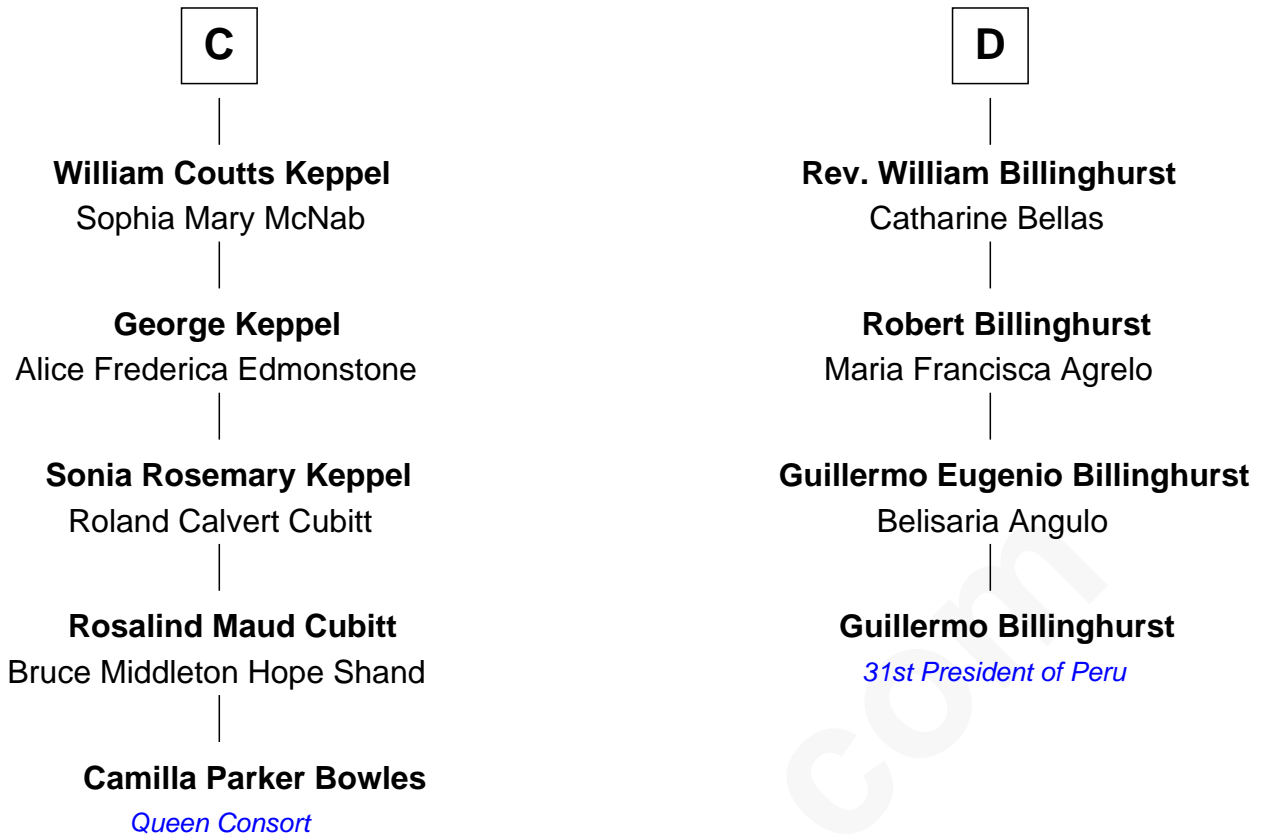 C
William Coutts Keppel
Sophia Mary McNab
George Keppel
Alice Frederica Edmonstone
Sonia Rosemary Keppel
Roland Calvert Cubitt
Rosalind Maud Cubitt
Bruce Middleton Hope Shand
Camilla Parker Bowles
Queen Consort
D
Rev. William Billinghurst
Catharine Bellas
Robert Billinghurst
Maria Francisca Agrelo
Guillermo Eugenio Billinghurst
Belisaria Angulo
Guillermo Billinghurst
31st President of Peru
com